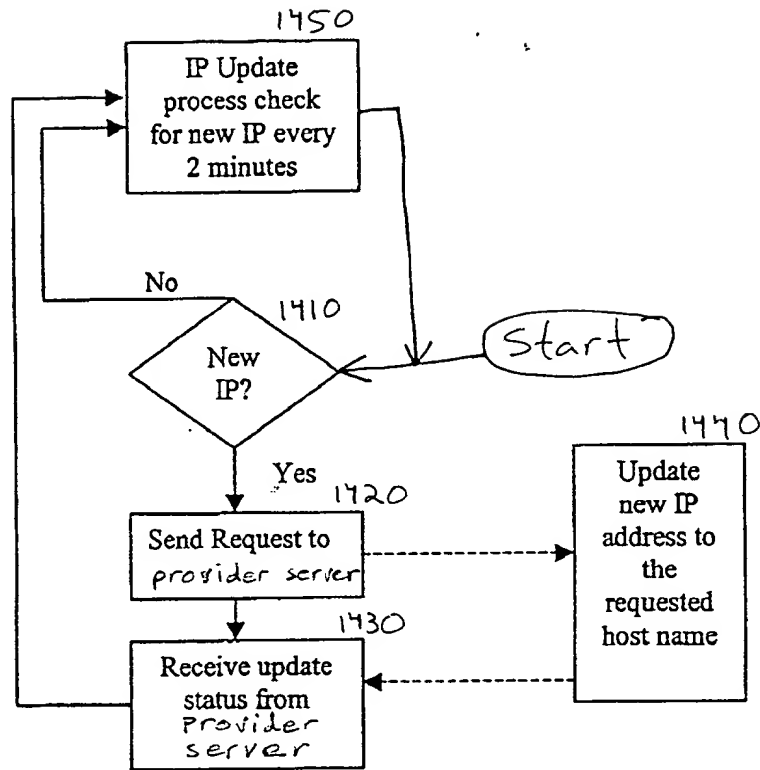 1450
IP Update
process check
for new IP every
2 minutes
No
1410
New
IP?
Start
Yes
1420
Send Request to
provider server
1440
Update
new IP
address to
the
requested
host name
1430
Receive update
status from
provider
server